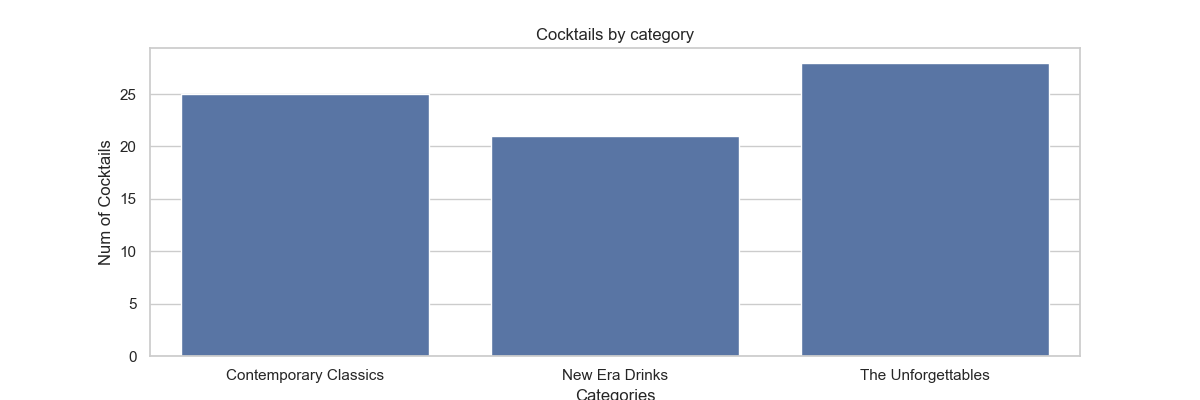 Cocktails by category
Num of Cocktails
25
20
15
10
5
0
Contemporary Classics
New Era Drinks
The Unforgettables
Categories